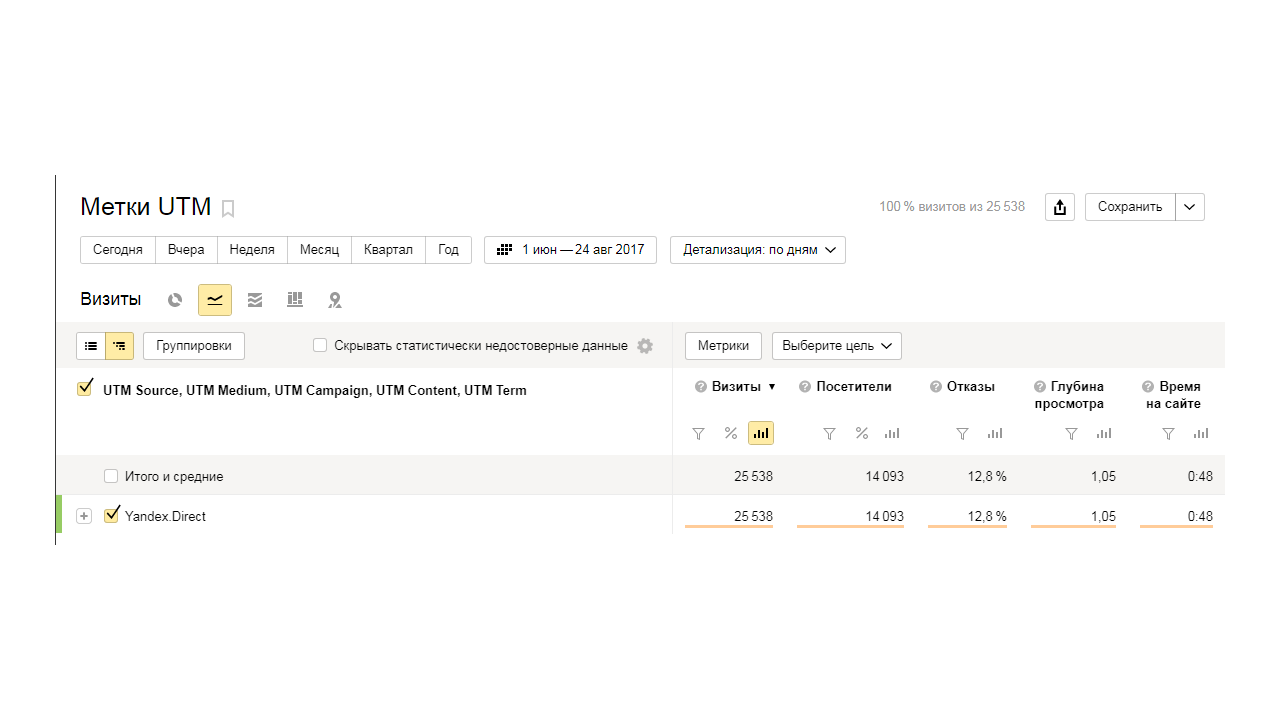 Метки UTM
100 % визитов из 25 538
Сохранить
Сегодня Вчера Неделя Месяц Квартал Год 1 июн — 24 авг 2017 Детализация: по дням
Визиты
Группировки Скрывать статистически недостоверные данные Метрики Выберите цель
UTM Source, UTM Medium, UTM Campaign, UTM Content, UTM Term
? Визиты ▼ ? Посетители ? Отказы ? Глубина просмотра ? Время на сайте
% %
Итого и средние 25 538 14 093 12,8 % 1,05 0:48
+ Yandex.Direct 25 538 14 093 12,8 % 1,05 0:48